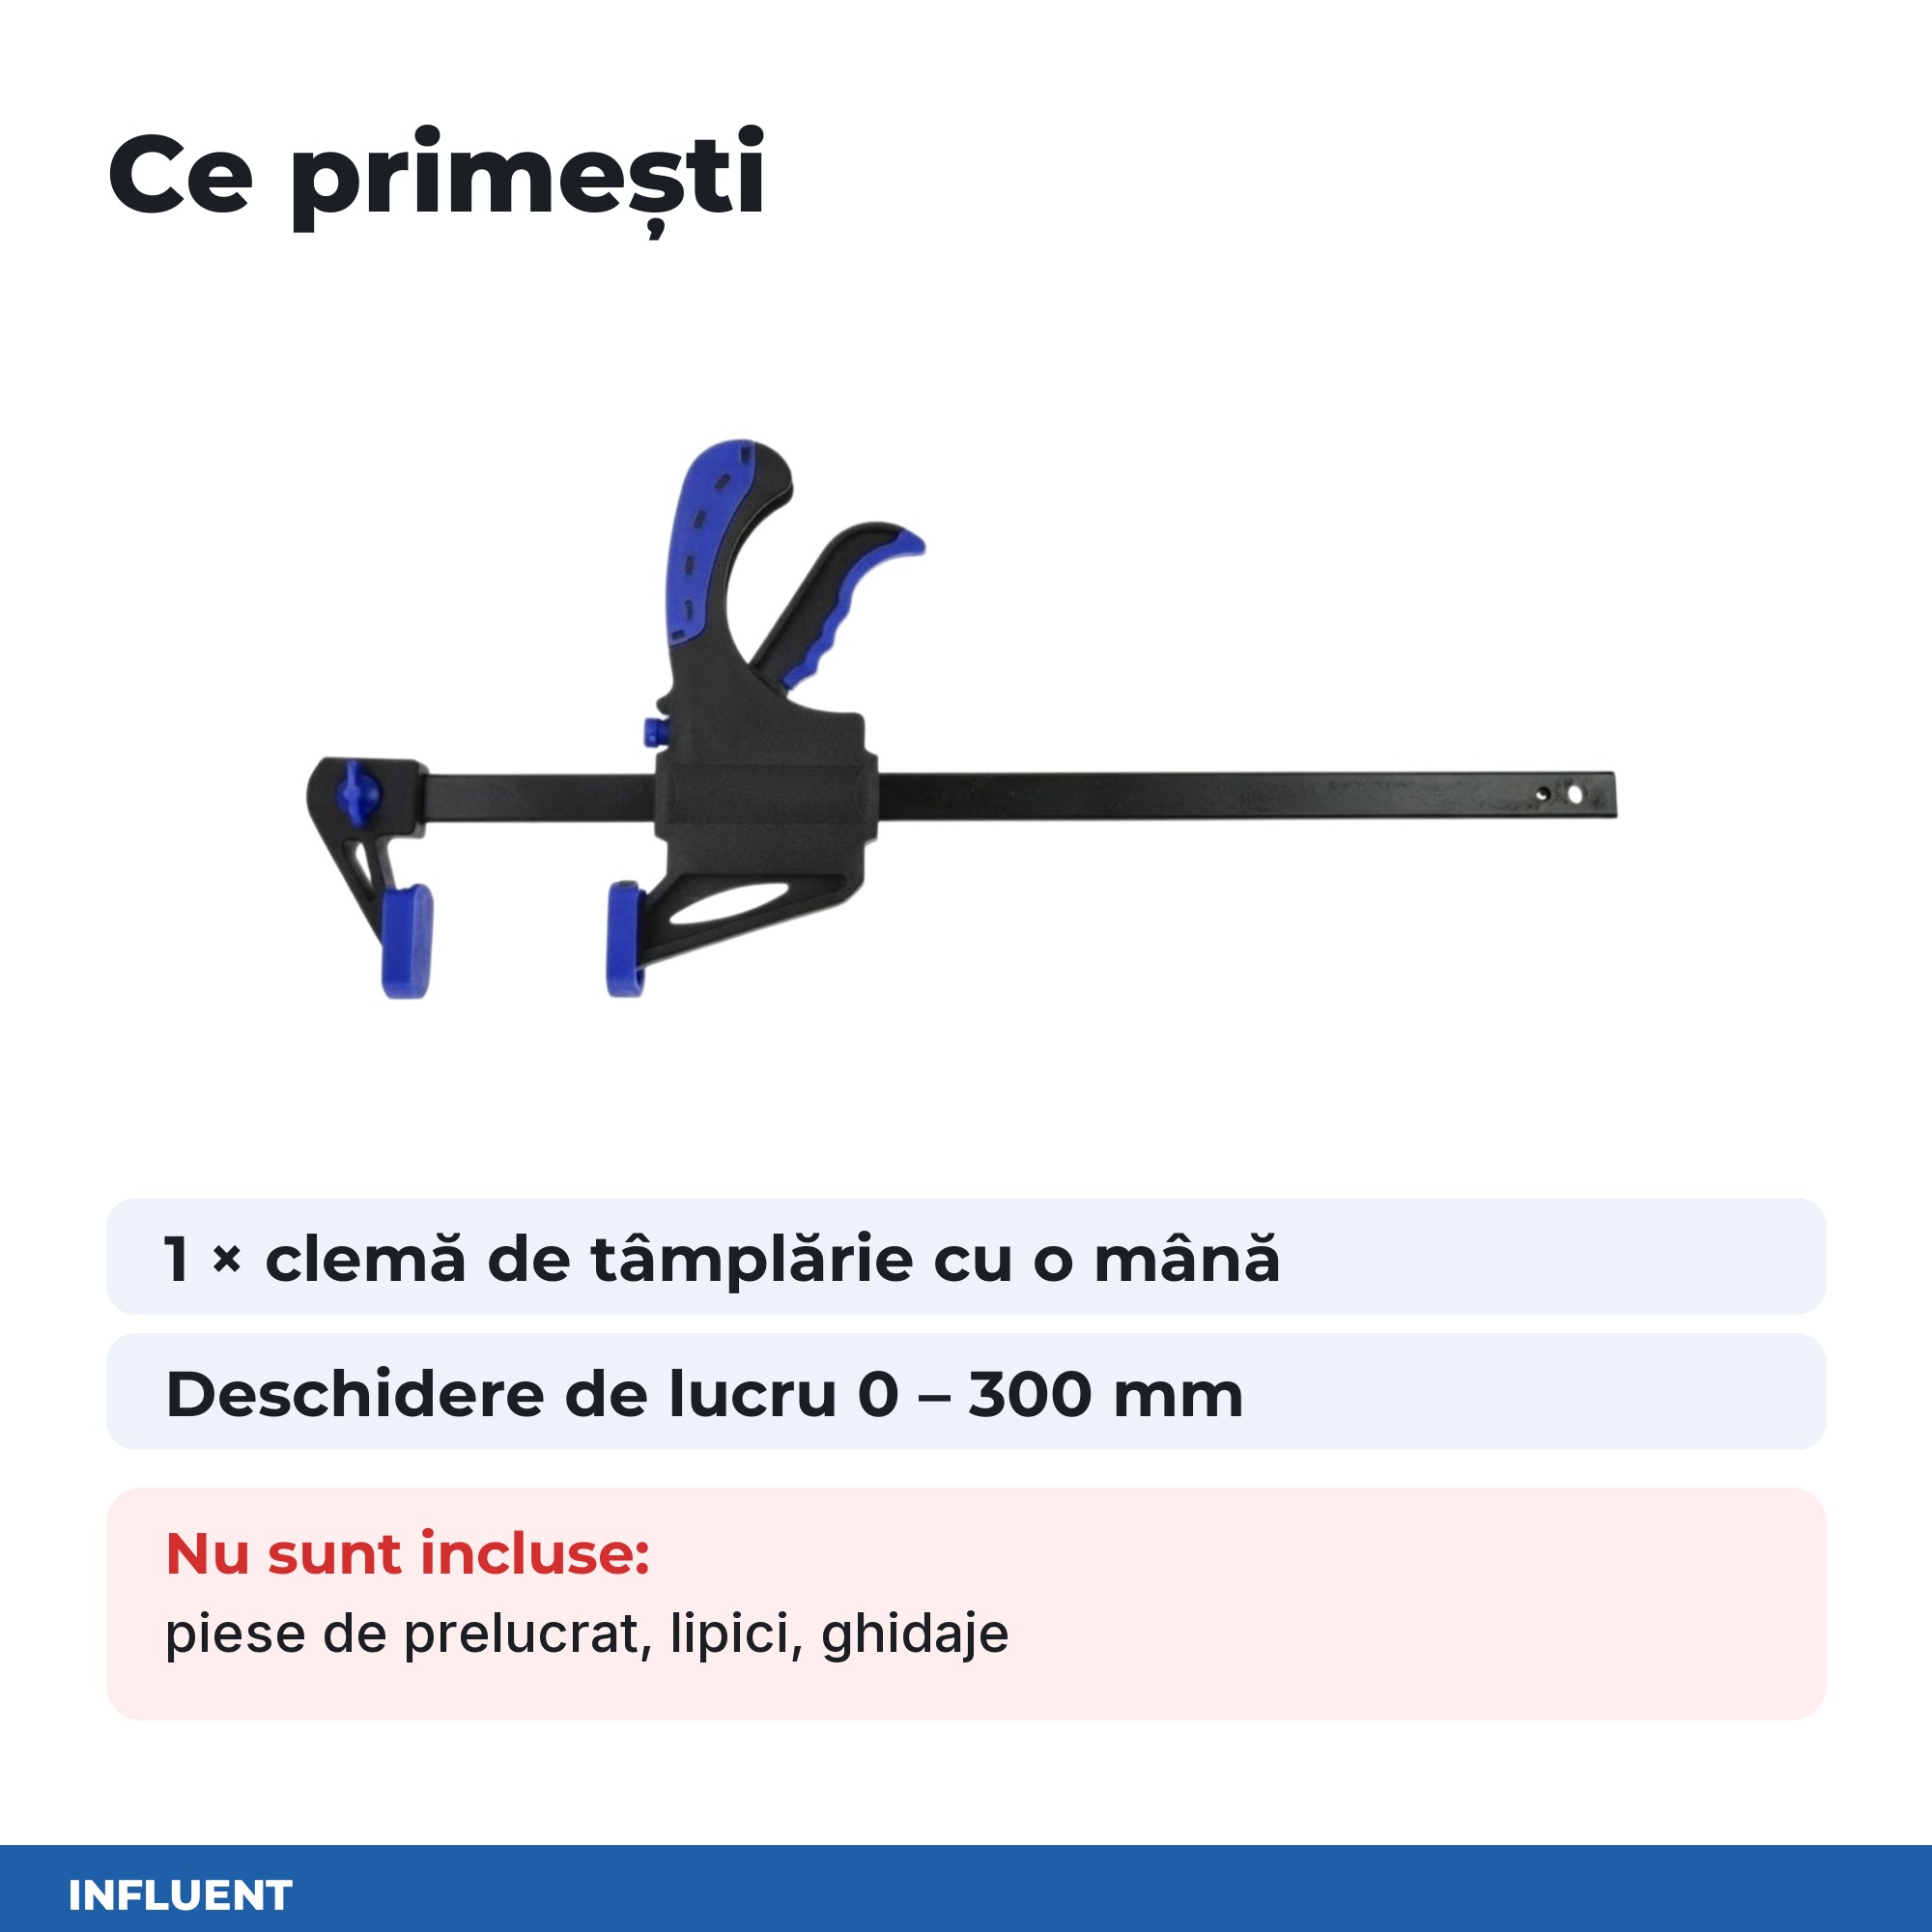 Ce primești
1 × clemă de tâmplărie cu o mână
Deschidere de lucru 0 – 300 mm
Nu sunt incluse:
piese de prelucrat, lipici, ghidaje
INFLUENT